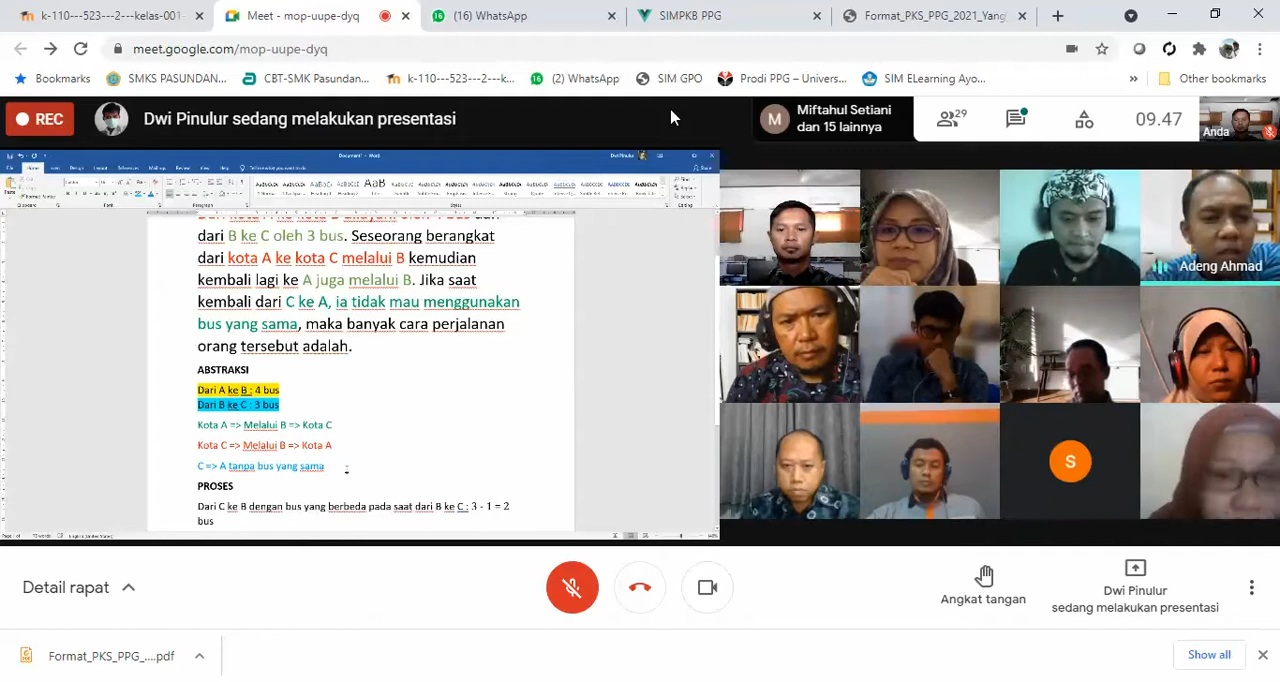 k-110---523---2---kelas-001-
Meet - mop-uupe-dyq
(16) WhatsApp
SIMPKB PPG
Format_PKS_PPG_2021_Yang
meet.google.com/mop-uupe-dyq
Bookmarks
SMKS PASUNDAN...
CBT-SMK Pasundan...
k-110---523---2---k...
(2) WhatsApp
SIM GPO
Prodi PPG – Univers...
SIM ELearning Ayo...
»
Other bookmarks
REC
Dwi Pinulur sedang melakukan presentasi
M
Miftahul Setiani
dan 15 lainnya
29
09.47
Anda
Document1 - Word
Dwi Pinulur
dari B ke C oleh 3 bus. Seseorang berangkat
dari kota A ke kota C melalui B kemudian
kembali lagi ke A juga melalui B. Jika saat
kembali dari C ke A, ia tidak mau menggunakan
bus yang sama, maka banyak cara perjalanan
orang tersebut adalah.
ABSTRAKSI
Dari A ke B : 4 bus
Dari B ke C : 3 bus
Kota A => Melalui B => Kota C
Kota C => Melalui B => Kota A
C => A tanpa bus yang sama
PROSES
Dari C ke B dengan bus yang berbeda pada saat dari B ke C : 3 - 1 = 2
bus
Adeng Ahmad
S
Detail rapat
Angkat tangan
Dwi Pinulur
sedang melakukan presentasi
Format_PKS_PPG_....pdf
Show all